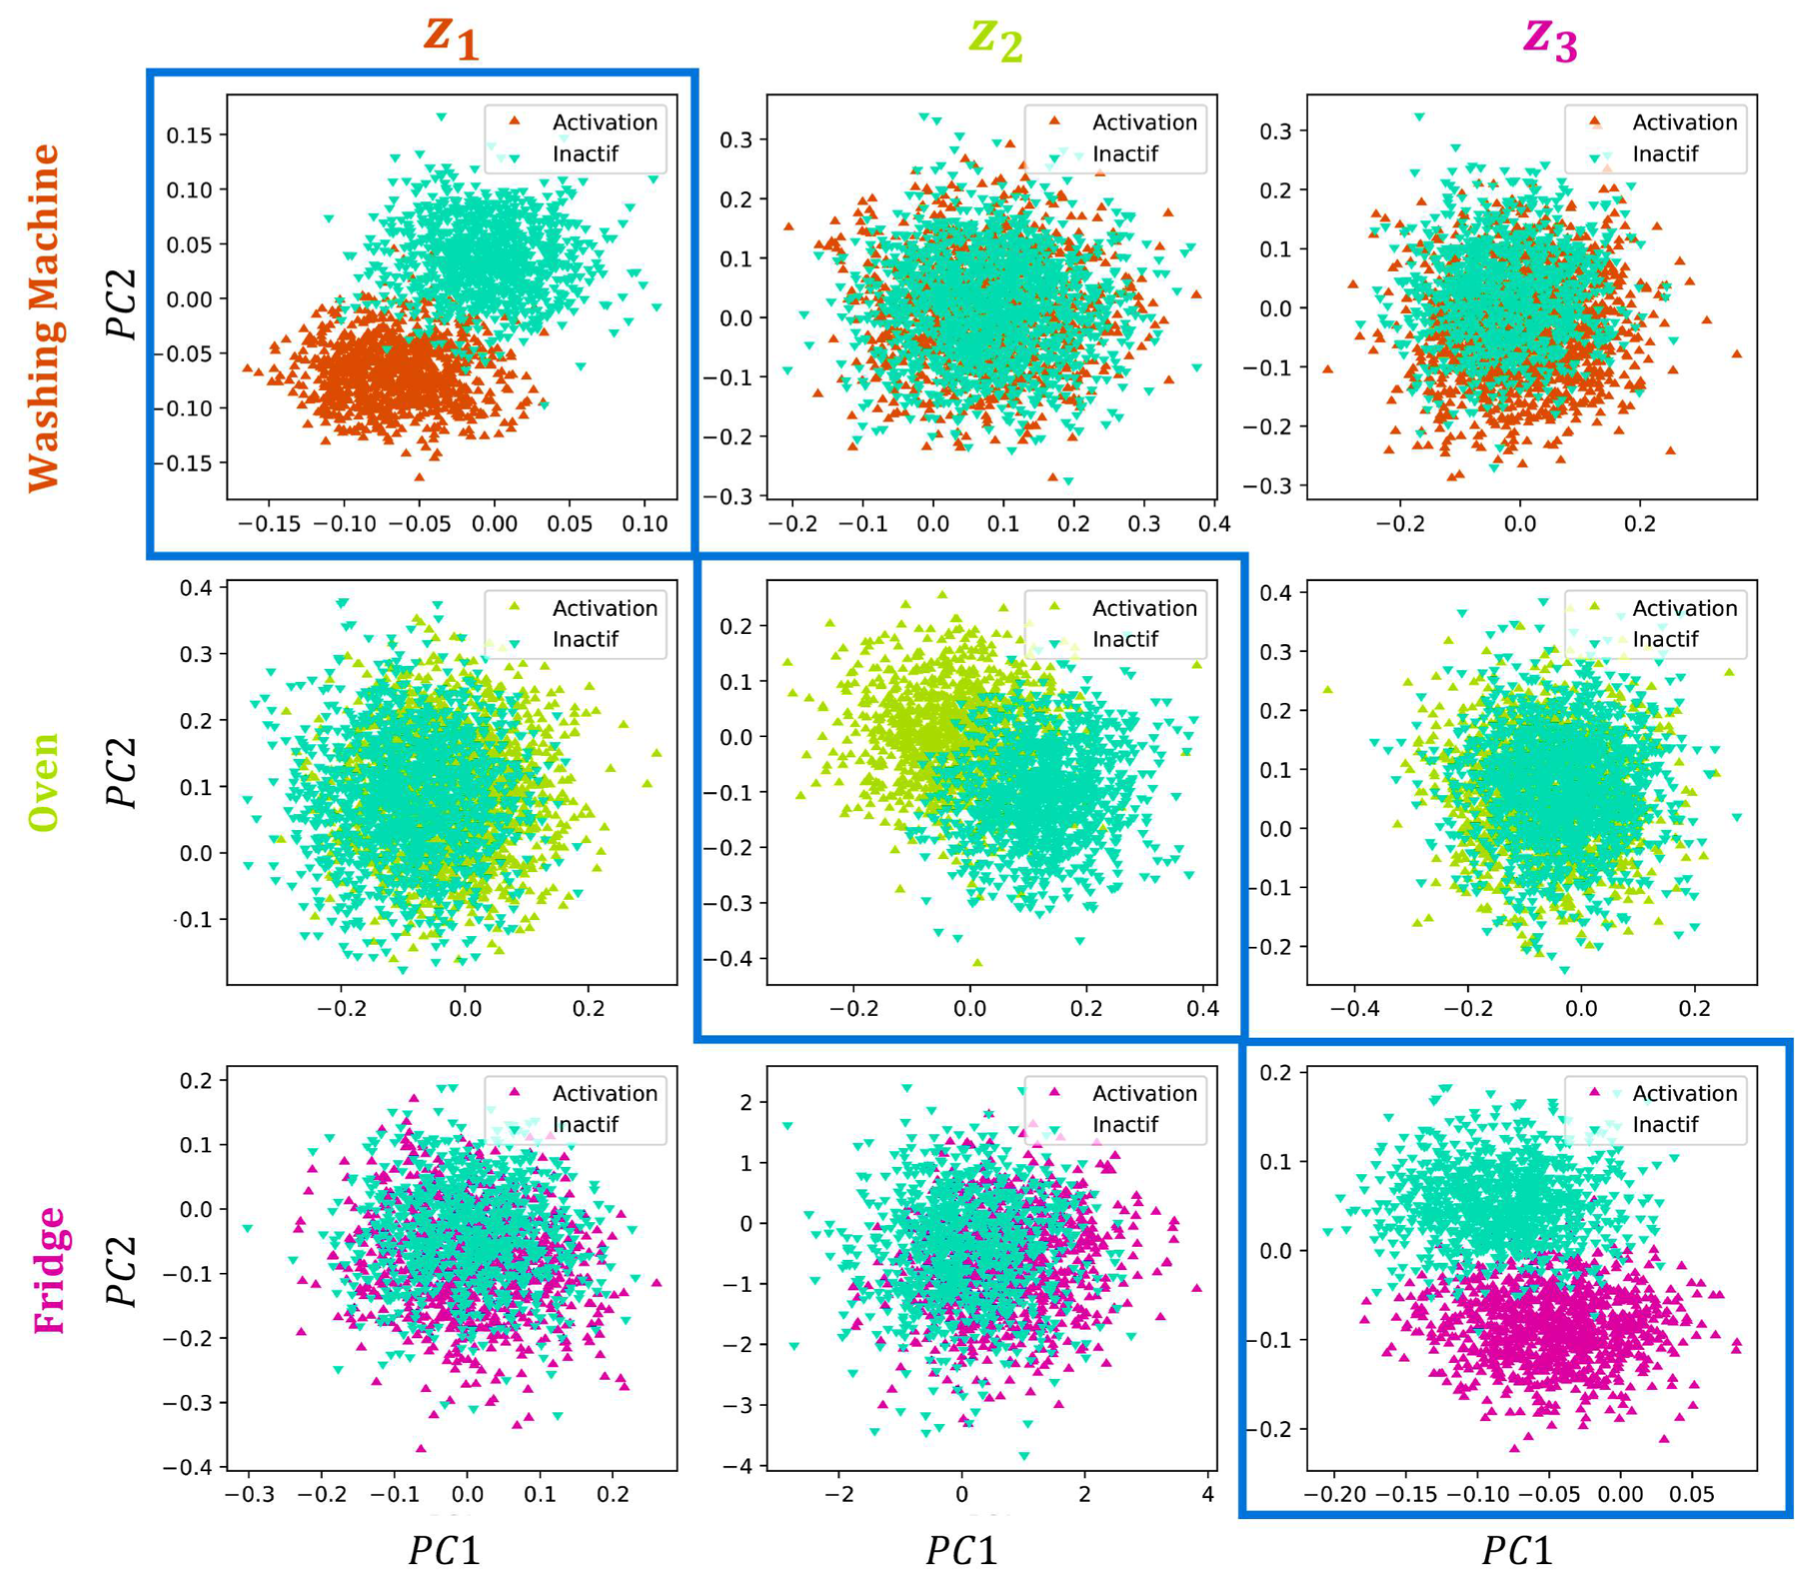 z1 z2 z3
Washing Machine
PC2
Activation
Inactif
0.15
0.10
0.05
0.00
−0.05
−0.10
−0.15
−0.15 −0.10 −0.05 0.00 0.05 0.10
Activation
Inactif
0.3
0.2
0.1
0.0
−0.1
−0.2
−0.3
−0.2 −0.1 0.0 0.1 0.2 0.3 0.4
Activation
Inactif
0.3
0.2
0.1
0.0
−0.1
−0.2
−0.3
−0.2 0.0 0.2
Oven
PC2
Activation
Inactif
0.4
0.3
0.2
0.1
0.0
-0.1
−0.2 0.0 0.2
Activation
Inactif
0.2
0.1
0.0
−0.1
−0.2
−0.3
−0.4
−0.2 0.0 0.2 0.4
Activation
Inactif
0.4
0.3
0.2
0.1
0.0
−0.1
−0.2
−0.4 −0.2 0.0 0.2
Fridge
PC2
Activation
Inactif
0.2
0.1
0.0
−0.1
−0.2
−0.3
−0.4
−0.3 −0.2 −0.1 0.0 0.1 0.2
Activation
Inactif
2
1
0
−1
−2
−3
−4
−2 0 2 4
Activation
Inactif
0.2
0.1
0.0
−0.1
−0.2
−0.20 −0.15 −0.10 −0.05 0.00 0.05
PC1 PC1 PC1